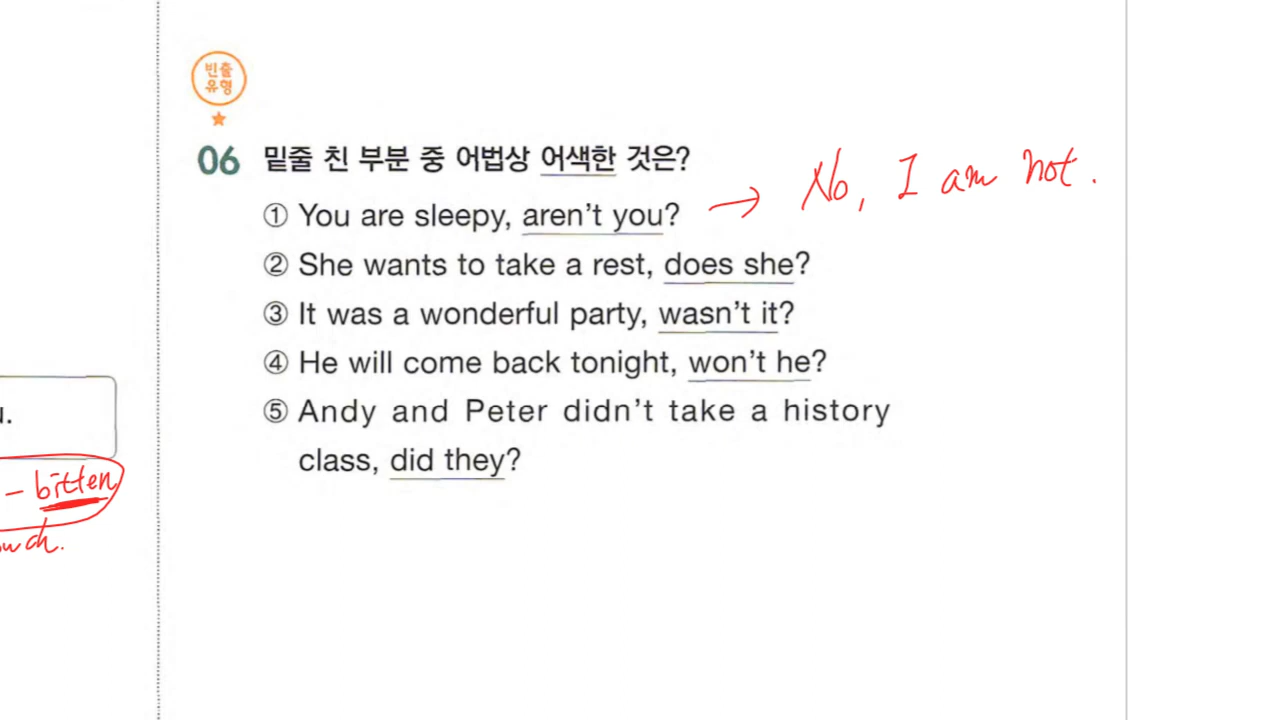 빈출
유형
06 밑줄 친 부분 중 어법상 어색한 것은?
① You are sleepy, aren't you? → No, I am not.
② She wants to take a rest, does she?
③ It was a wonderful party, wasn't it?
④ He will come back tonight, won't he?
⑤ Andy and Peter didn't take a history
class, did they?
– bitten